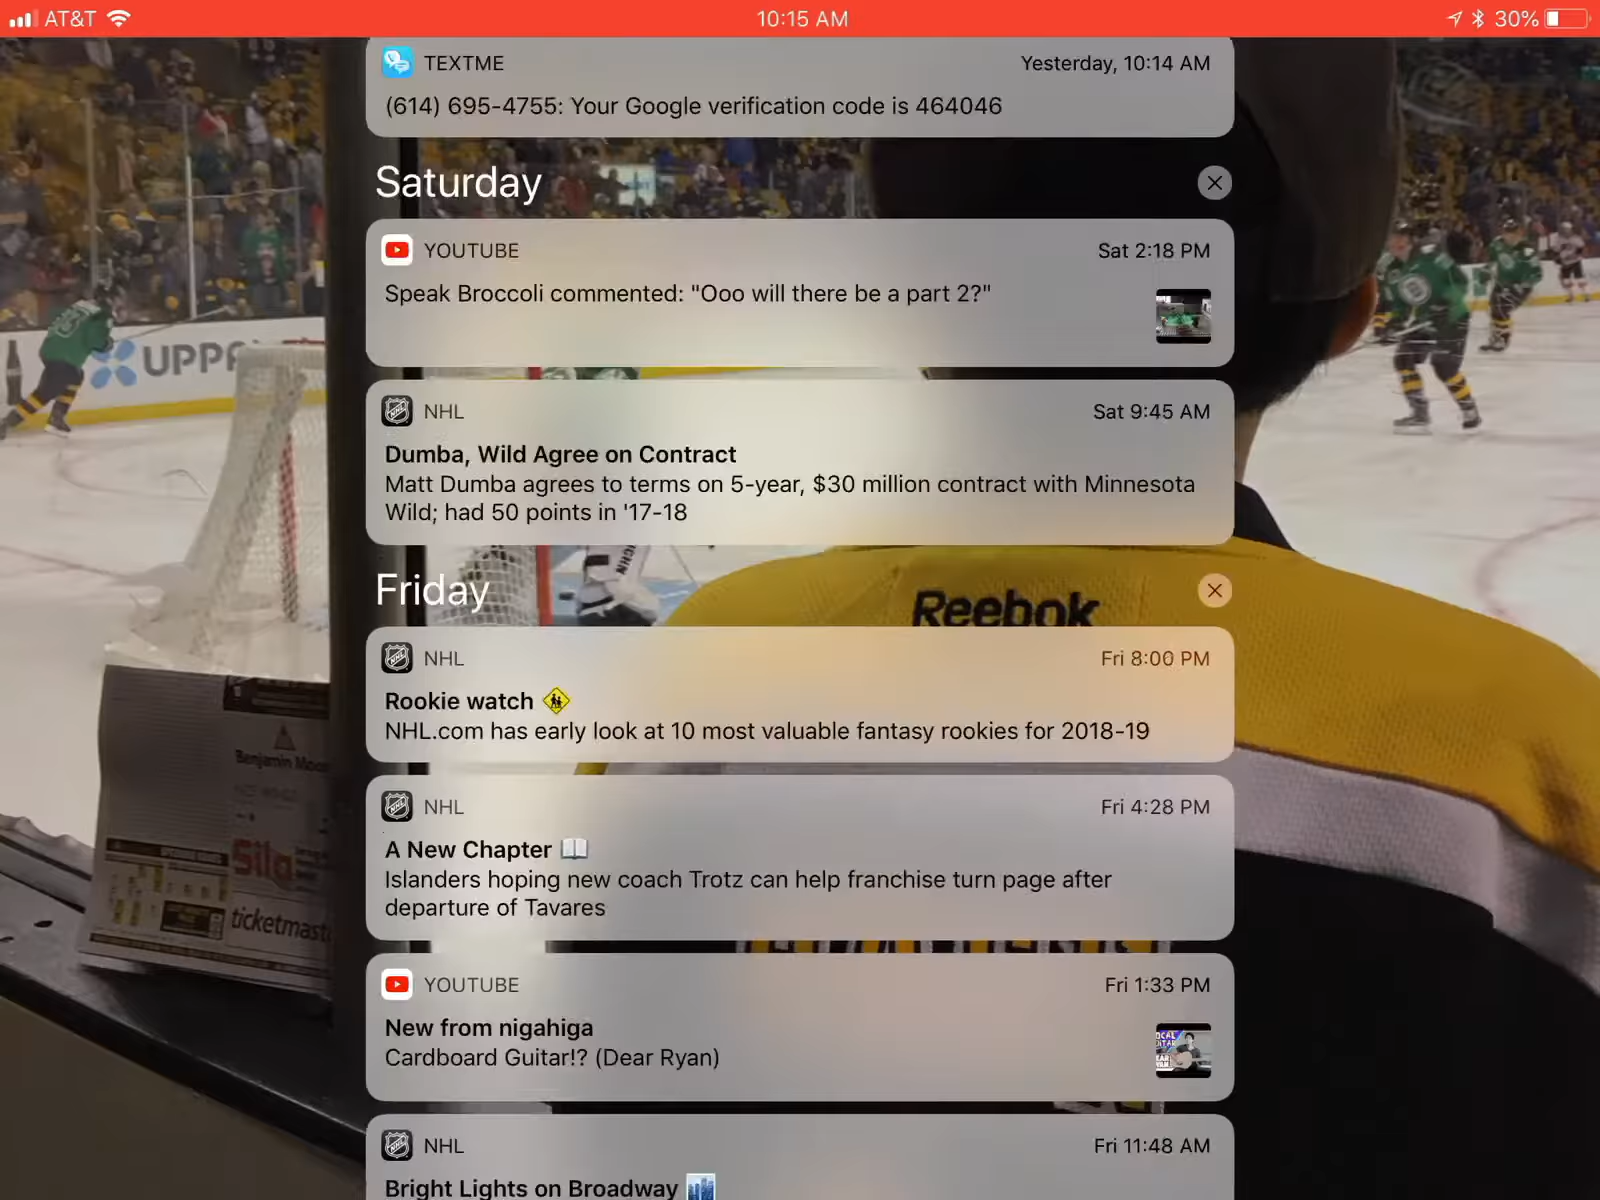 AT&T
10:15 AM
30%
TEXTME
Yesterday, 10:14 AM
(614) 695-4755: Your Google verification code is 464046
Saturday
YOUTUBE
Sat 2:18 PM
Speak Broccoli commented: "Ooo will there be a part 2?"
NHL
Sat 9:45 AM
Dumba, Wild Agree on Contract
Matt Dumba agrees to terms on 5-year, $30 million contract with Minnesota
Wild; had 50 points in '17-18
Friday
Reebok
NHL
Fri 8:00 PM
Rookie watch
NHL.com has early look at 10 most valuable fantasy rookies for 2018-19
NHL
Fri 4:28 PM
A New Chapter
Islanders hoping new coach Trotz can help franchise turn page after
departure of Tavares
YOUTUBE
Fri 1:33 PM
New from nigahiga
Cardboard Guitar!? (Dear Ryan)
NHL
Fri 11:48 AM
Bright Lights on Broadway
UPPA
Benjamin Moo
ticketmast